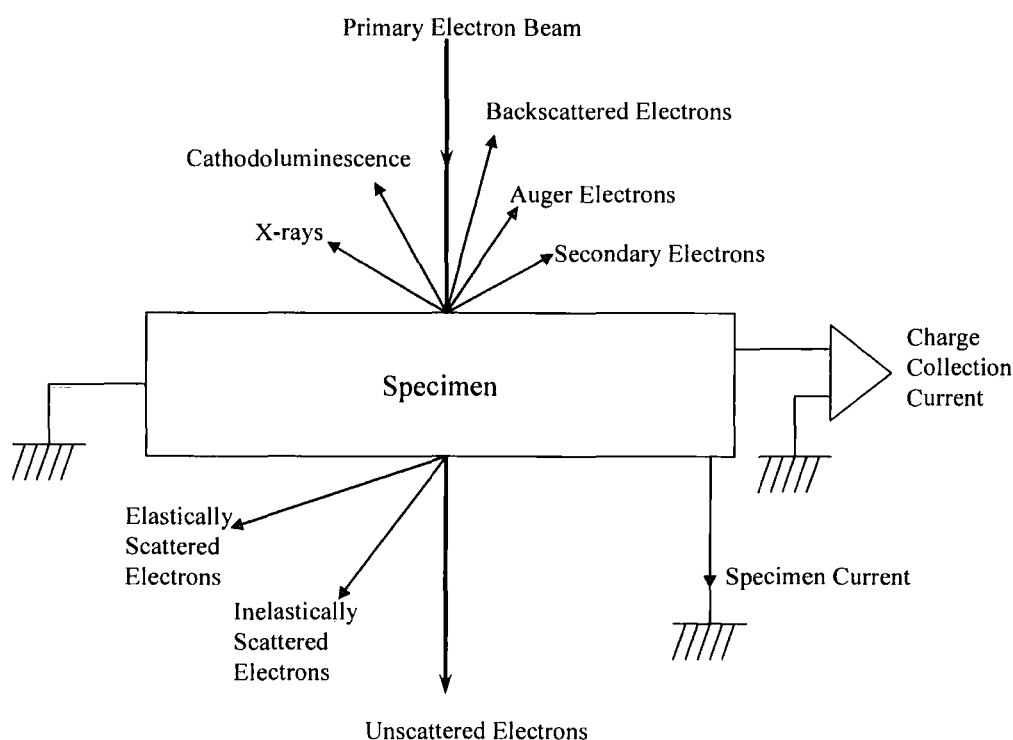 Primary Electron Beam
Backscattered Electrons
Cathodoluminescence
Auger Electrons
X-rays
Secondary Electrons
Charge
Collection
Current
Specimen
Elastically
Scattered
Electrons
Specimen Current
Inelastically
Scattered
Electrons
Unscattered Electrons